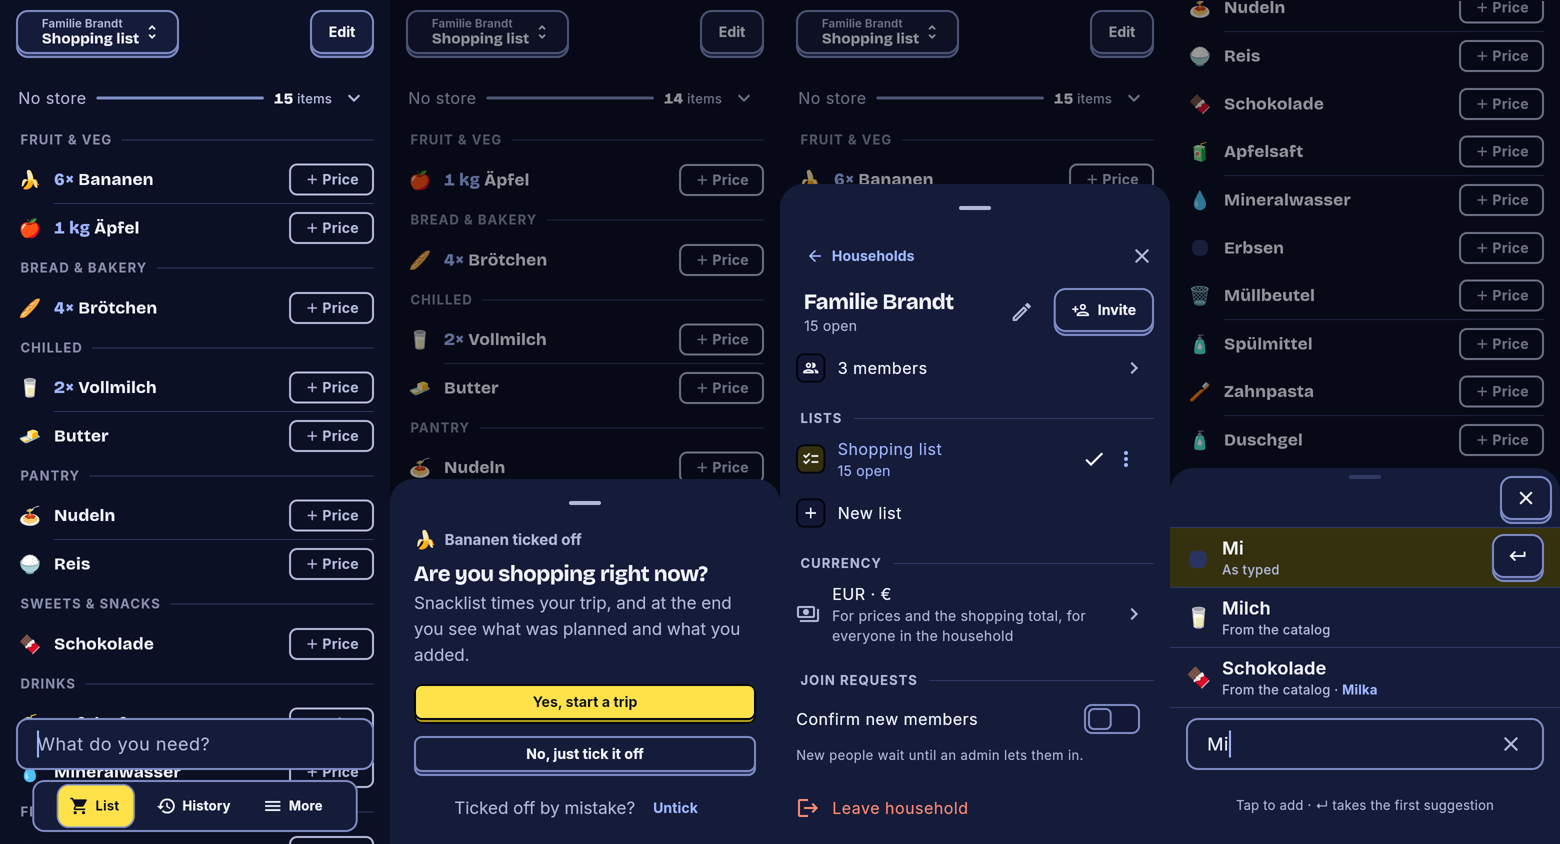 Familie Brandt
Shopping list
Edit
No store
15 items
FRUIT & VEG
6× Bananen
+ Price
1 kg Äpfel
+ Price
BREAD & BAKERY
4× Brötchen
+ Price
CHILLED
2× Vollmilch
+ Price
Butter
+ Price
PANTRY
Nudeln
+ Price
Reis
+ Price
SWEETS & SNACKS
Schokolade
+ Price
DRINKS
What do you need?
Mineralwasser
+ Price
List
History
More
Familie Brandt
Shopping list
Edit
No store
14 items
FRUIT & VEG
1 kg Äpfel
+ Price
BREAD & BAKERY
4× Brötchen
+ Price
CHILLED
2× Vollmilch
+ Price
Butter
+ Price
PANTRY
Nudeln
+ Price
Bananen ticked off
Are you shopping right now?
Snacklist times your trip, and at the end
you see what was planned and what you
added.
Yes, start a trip
No, just tick it off
Ticked off by mistake? Untick
Familie Brandt
Shopping list
Edit
No store
15 items
FRUIT & VEG
6× Bananen
+ Price
← Households
Familie Brandt
15 open
Invite
3 members
LISTS
Shopping list
15 open
New list
CURRENCY
EUR · €
For prices and the shopping total, for
everyone in the household
JOIN REQUESTS
Confirm new members
New people wait until an admin lets them in.
Leave household
Nudeln
+ Price
Reis
+ Price
Schokolade
+ Price
Apfelsaft
+ Price
Mineralwasser
+ Price
Erbsen
+ Price
Müllbeutel
+ Price
Spülmittel
+ Price
Zahnpasta
+ Price
Duschgel
+ Price
Mi
As typed
Milch
From the catalog
Schokolade
From the catalog · Milka
Mi
Tap to add · ↵ takes the first suggestion